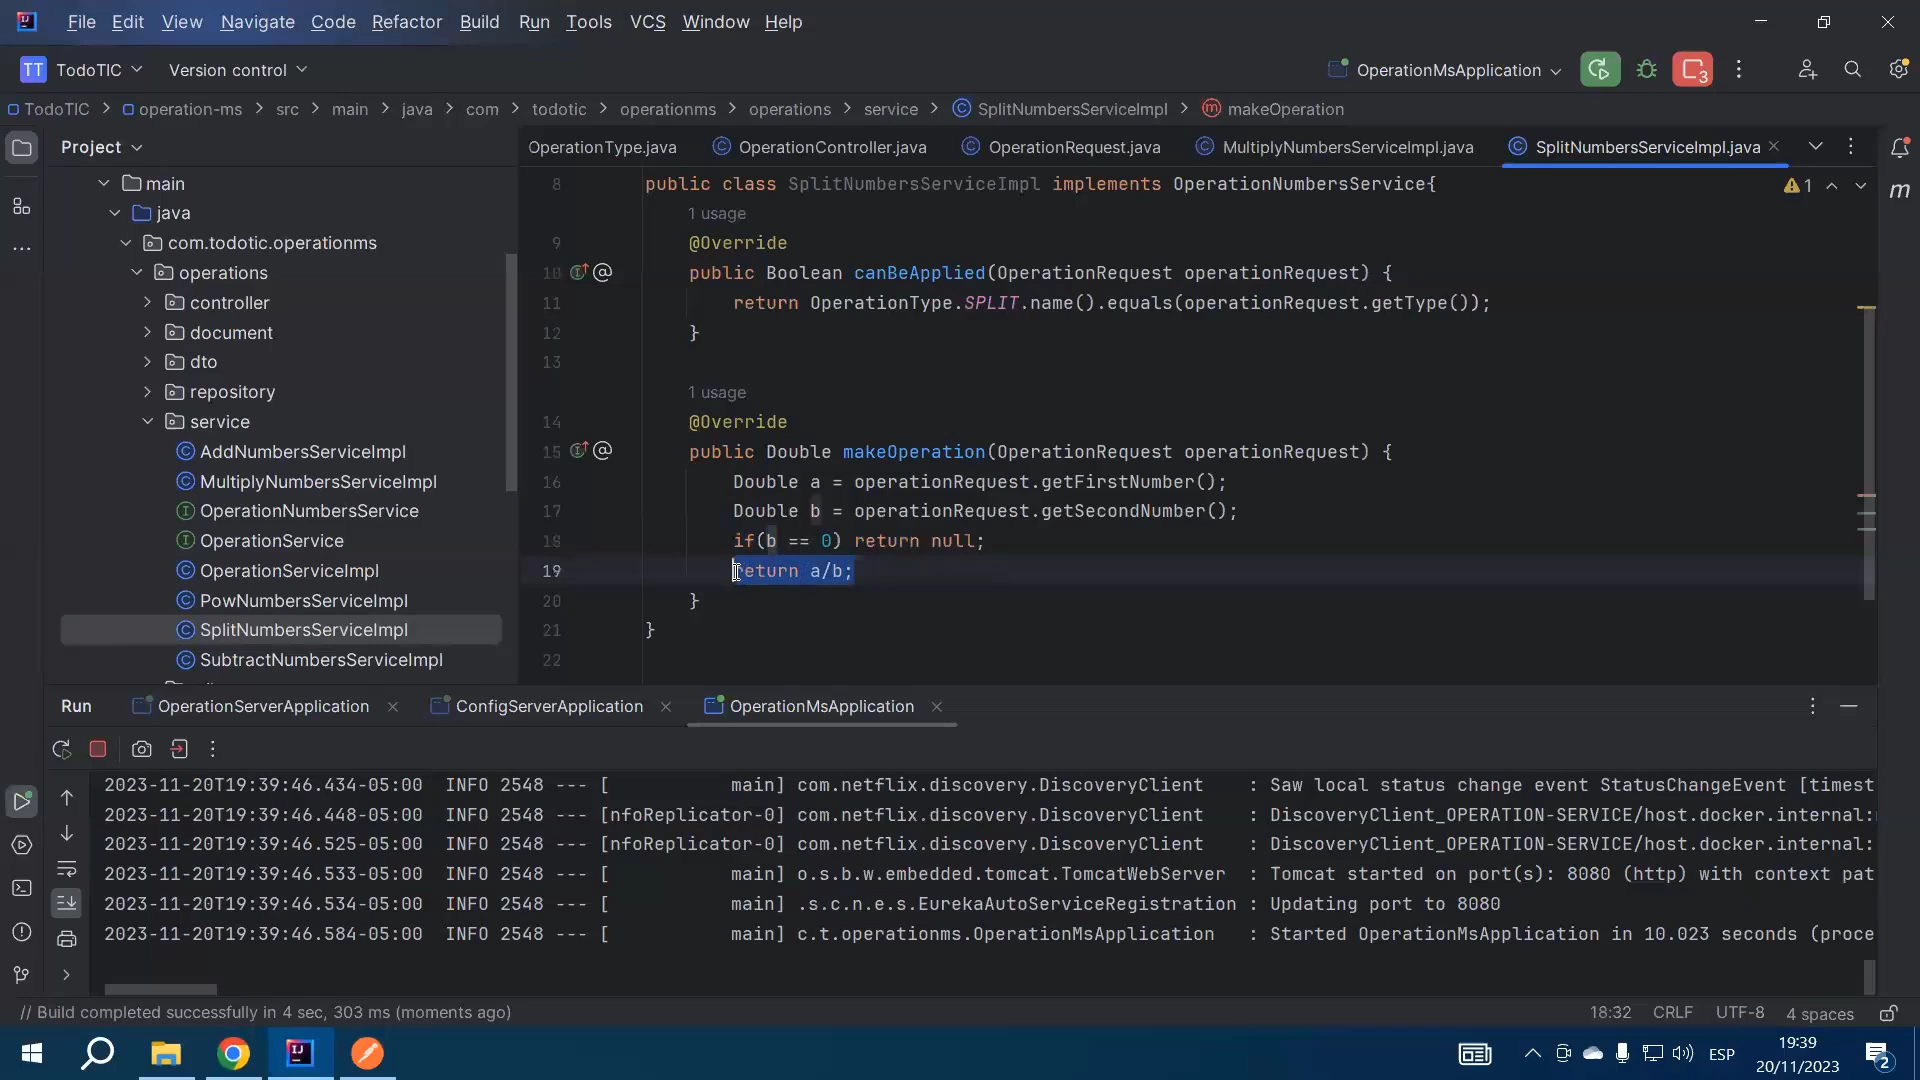 File Edit View Navigate Code Refactor Build Run Tools VCS Window Help
TT TodoTIC Version control OperationMsApplication 3
TodoTIC > operation-ms > src > main > java > com > todotic > operationms > operations > service > SplitNumbersServiceImpl > makeOperation
Project
OperationType.java OperationController.java OperationRequest.java MultiplyNumbersServiceImpl.java SplitNumbersServiceImpl.java
main
java
com.todotic.operationms
operations
controller
document
dto
repository
service
AddNumbersServiceImpl
MultiplyNumbersServiceImpl
OperationNumbersService
OperationService
OperationServiceImpl
PowNumbersServiceImpl
SplitNumbersServiceImpl
SubtractNumbersServiceImpl
1
8 public class SplitNumbersServiceImpl implements OperationNumbersService{
1 usage
9 @Override
10 public Boolean canBeApplied(OperationRequest operationRequest) {
11 return OperationType.SPLIT.name().equals(operationRequest.getType());
12 }
13
1 usage
14 @Override
15 public Double makeOperation(OperationRequest operationRequest) {
16 Double a = operationRequest.getFirstNumber();
17 Double b = operationRequest.getSecondNumber();
18 if(b == 0) return null;
19 return a/b;
20 }
21 }
22
Run OperationServerApplication ConfigServerApplication OperationMsApplication
2023-11-20T19:39:46.434-05:00 INFO 2548 --- [ main] com.netflix.discovery.DiscoveryClient : Saw local status change event StatusChangeEvent [timest
2023-11-20T19:39:46.448-05:00 INFO 2548 --- [nfoReplicator-0] com.netflix.discovery.DiscoveryClient : DiscoveryClient_OPERATION-SERVICE/host.docker.internal:
2023-11-20T19:39:46.525-05:00 INFO 2548 --- [nfoReplicator-0] com.netflix.discovery.DiscoveryClient : DiscoveryClient_OPERATION-SERVICE/host.docker.internal:
2023-11-20T19:39:46.533-05:00 INFO 2548 --- [ main] o.s.b.w.embedded.tomcat.TomcatWebServer : Tomcat started on port(s): 8080 (http) with context pat
2023-11-20T19:39:46.534-05:00 INFO 2548 --- [ main] .s.c.n.e.s.EurekaAutoServiceRegistration : Updating port to 8080
2023-11-20T19:39:46.584-05:00 INFO 2548 --- [ main] c.t.operationms.OperationMsApplication : Started OperationMsApplication in 10.023 seconds (proce
// Build completed successfully in 4 sec, 303 ms (moments ago) 18:32 CRLF UTF-8 4 spaces
ESP 19:39
20/11/2023
2